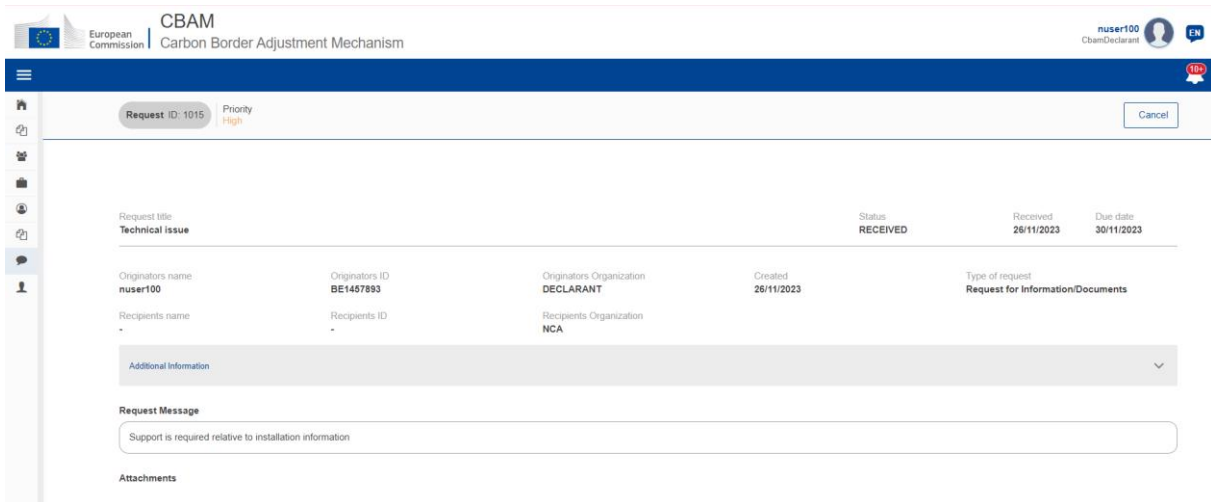 European
Commission
CBAM
Carbon Border Adjustment Mechanism
nuser100
CbamDeclarant
EN
10+
Request ID: 1015
Priority
High
Cancel
Request title
Technical issue
Status
RECEIVED
Received
26/11/2023
Due date
30/11/2023
Originators name
nuser100
Originators ID
BE1457893
Originators Organization
DECLARANT
Created
26/11/2023
Type of request
Request for Information/Documents
Recipients name
-
Recipients ID
-
Recipients Organization
NCA
Additional Information
Request Message
Support is required relative to installation information
Attachments